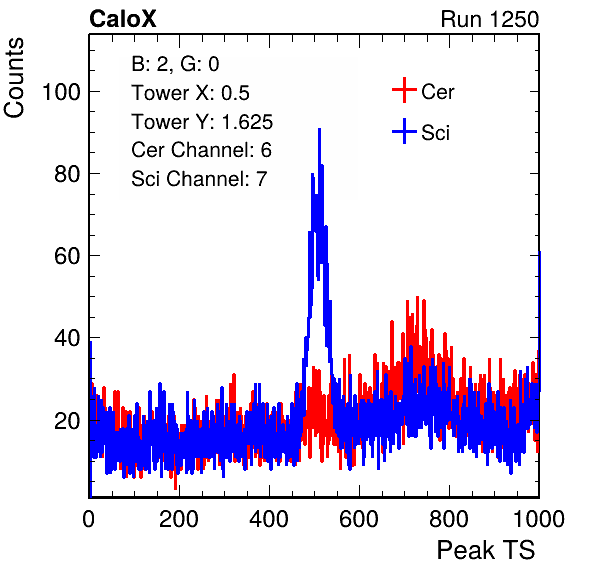 CaloX Run 1250
Counts
B: 2, G: 0
Tower X: 0.5
Tower Y: 1.625
Cer Channel: 6
Sci Channel: 7
Cer
Sci
100
80
60
40
20
0 200 400 600 800 1000
Peak TS